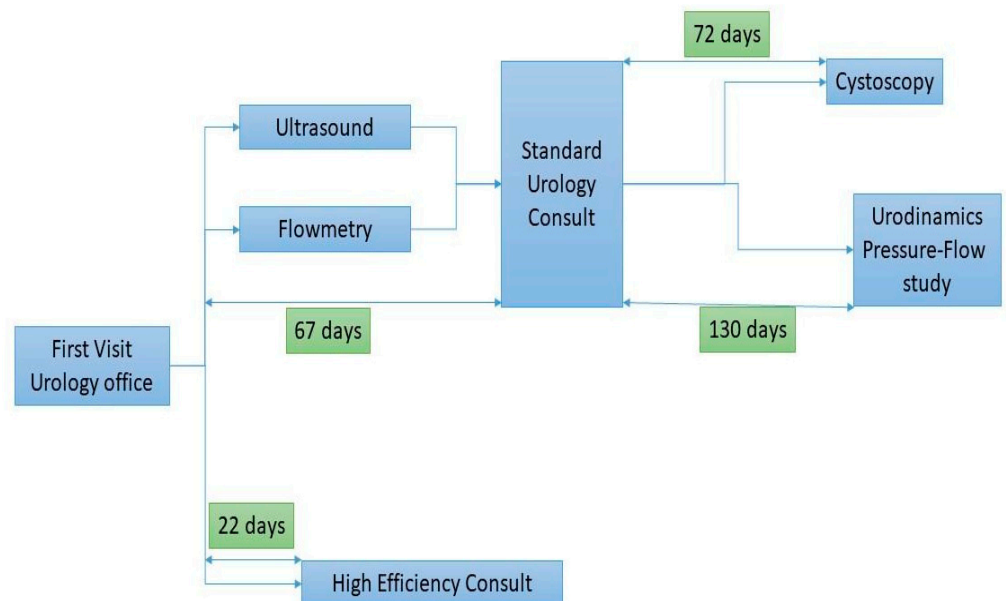 72 days
Cystoscopy
Ultrasound
Standard
Urology
Consult
Flowmetry
Urodinamics
Pressure-Flow
study
67 days
130 days
First Visit
Urology office
22 days
High Efficiency Consult